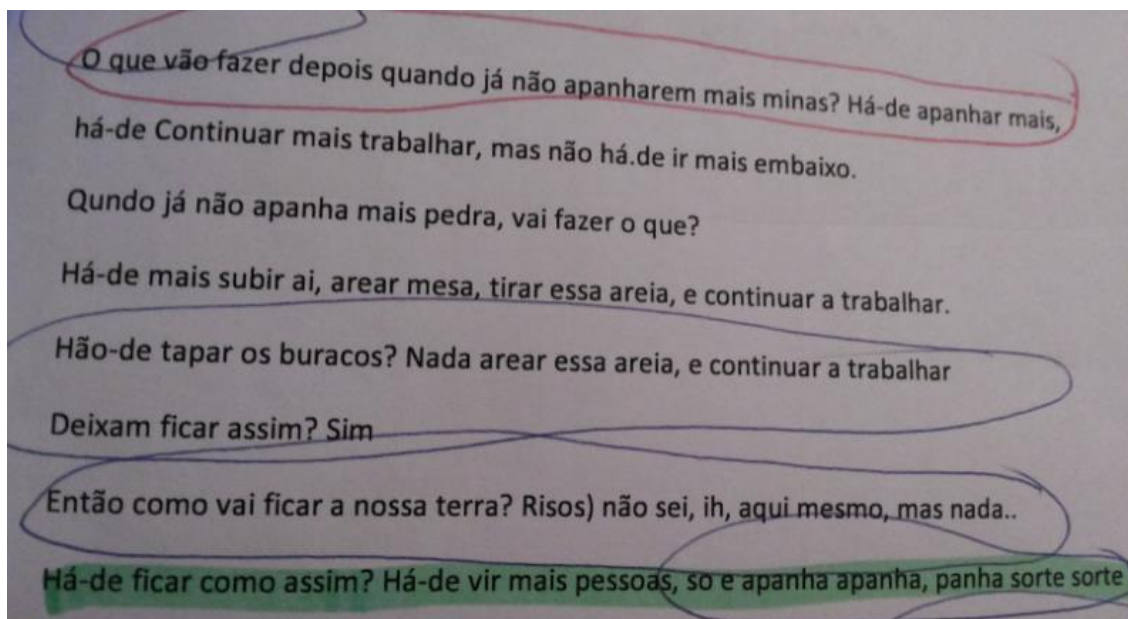 O que vão fazer depois quando já não apanharem mais minas? Há-de apanhar mais,
há-de Continuar mais trabalhar, mas não há.de ir mais embaixo.
Qundo já não apanha mais pedra, vai fazer o que?
Há-de mais subir ai, arear mesa, tirar essa areia, e continuar a trabalhar.
Hão-de tapar os buracos? Nada arear essa areia, e continuar a trabalhar
Deixam ficar assim? Sim
Então como vai ficar a nossa terra? Risos) não sei, ih, aqui mesmo, mas nada..
Há-de ficar como assim? Há-de vir mais pessoas, so e apanha apanha, panha sorte sorte